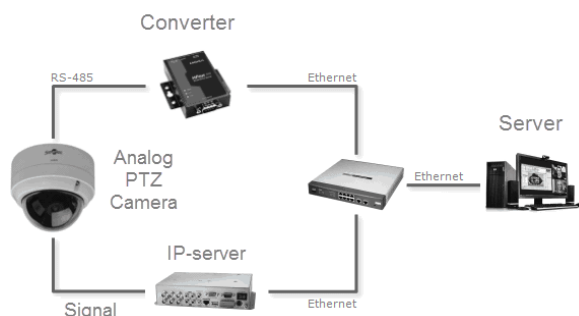 Converter
RS-485
Ethernet
Server
Analog
PTZ
Camera
Ethernet
IP-server
Signal
Ethernet